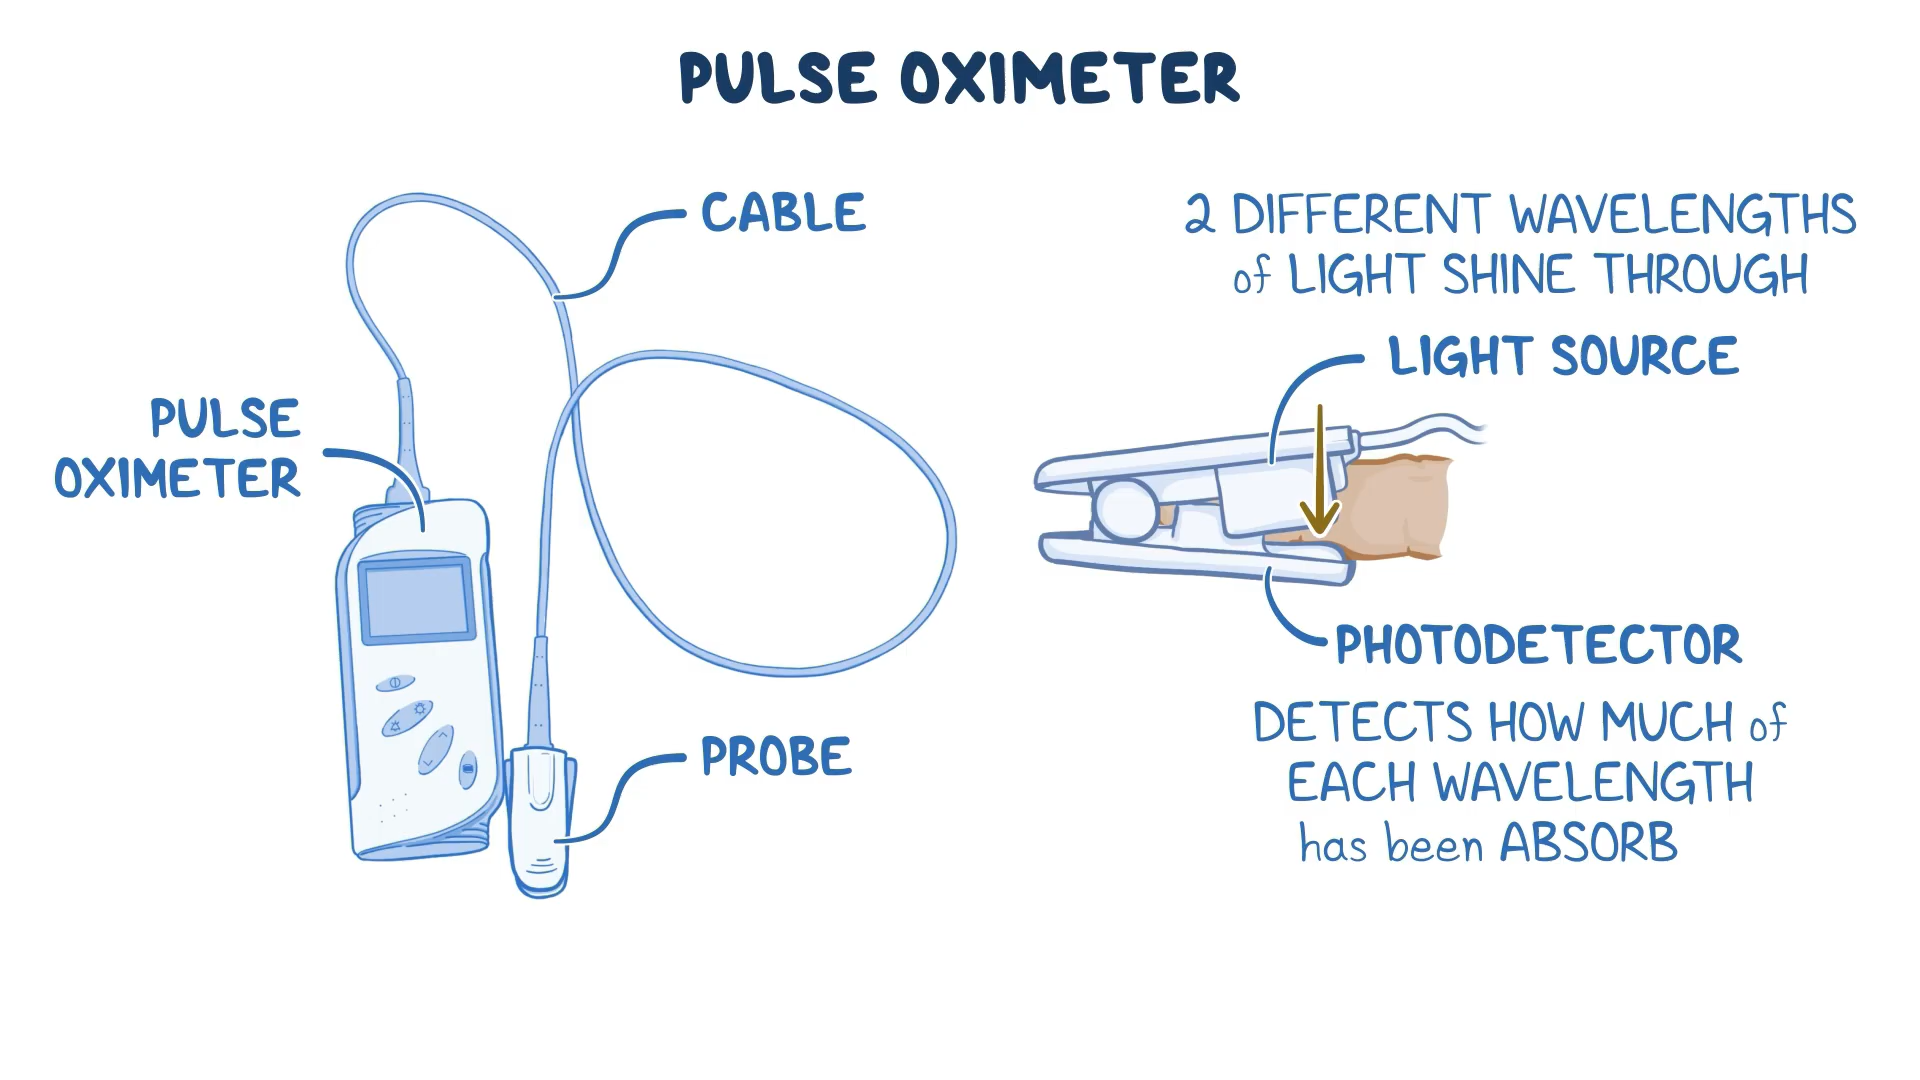 PULSE OXIMETER
CABLE
PULSE
OXIMETER
PROBE
2 DIFFERENT WAVELENGTHS
of LIGHT SHINE THROUGH
LIGHT SOURCE
PHOTODETECTOR
DETECTS HOW MUCH of
EACH WAVELENGTH
has been ABSORB